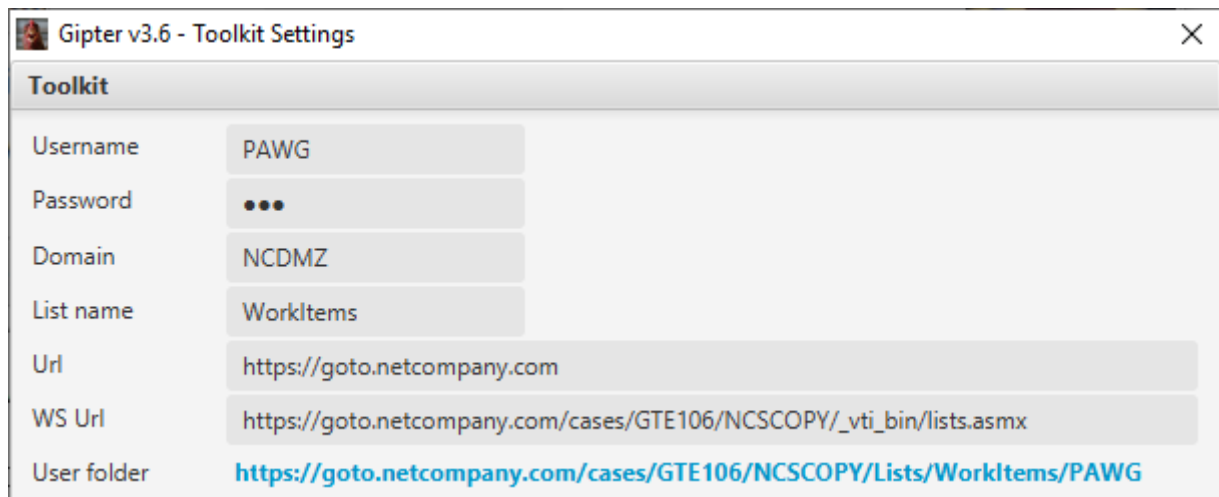 Gipter v3.6 - Toolkit Settings
Toolkit
Username PAWG
Password •••
Domain NCDMZ
List name WorkItems
Url https://goto.netcompany.com
WS Url https://goto.netcompany.com/cases/GTE106/NCSCOPY/_vti_bin/lists.asmx
User folder https://goto.netcompany.com/cases/GTE106/NCSCOPY/Lists/WorkItems/PAWG